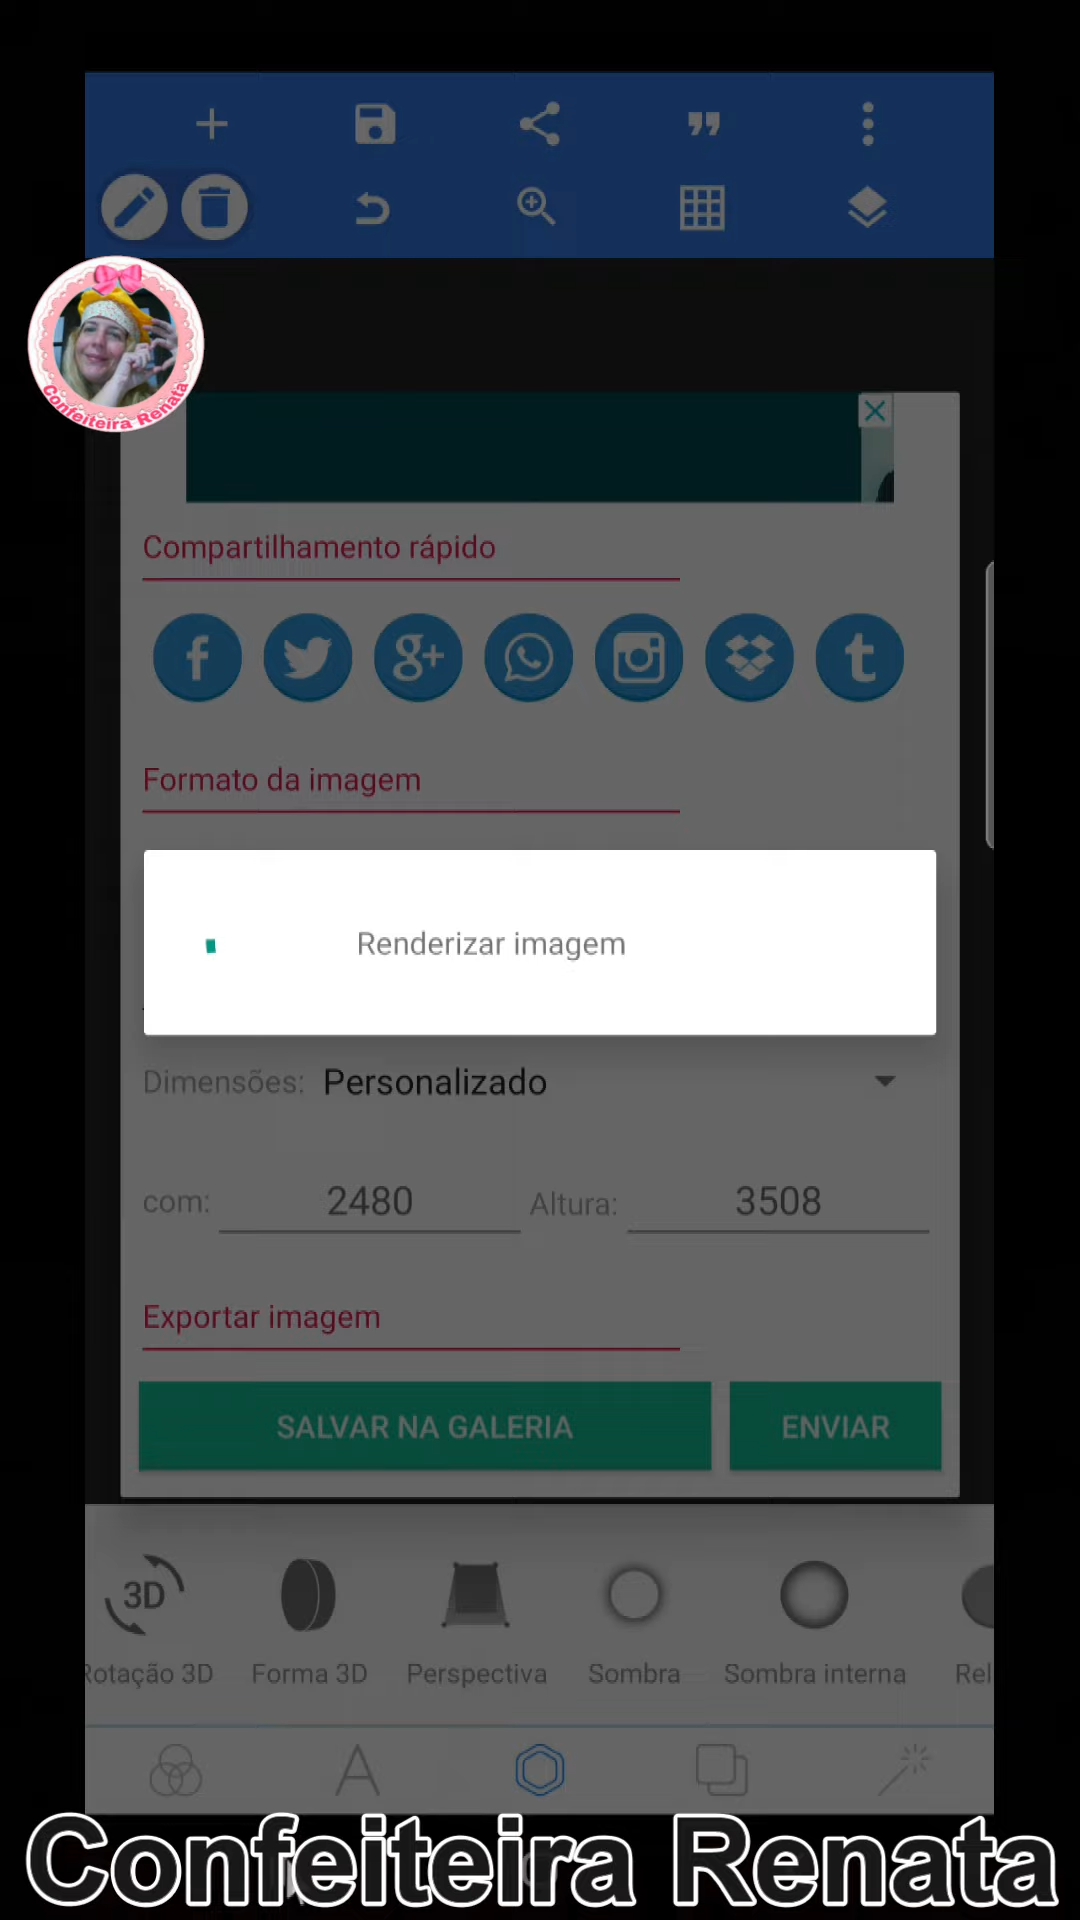 Confeiteira Renata
Compartilhamento rápido
f g+ t
Formato da imagem
Renderizar imagem
Dimensões: Personalizado
com: 2480 Altura: 3508
Exportar imagem
SALVAR NA GALERIA ENVIAR
3D
Rotação 3D Forma 3D Perspectiva Sombra Sombra interna Rel
A
Confeiteira Renata